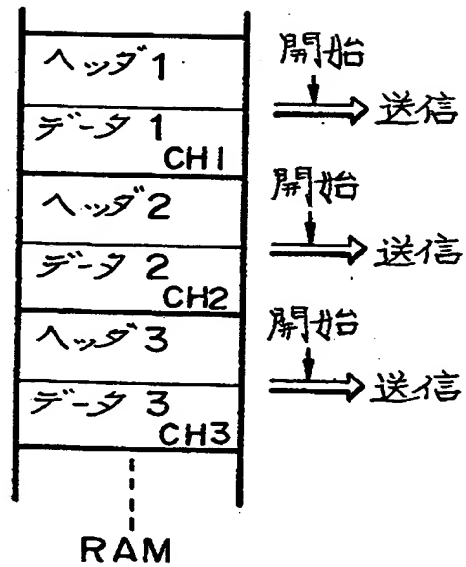 ヘッダ1
開始
送信
データ1
CH1
ヘッダ2
開始
送信
データ2
CH2
ヘッダ3
開始
送信
データ3
CH3
RAM